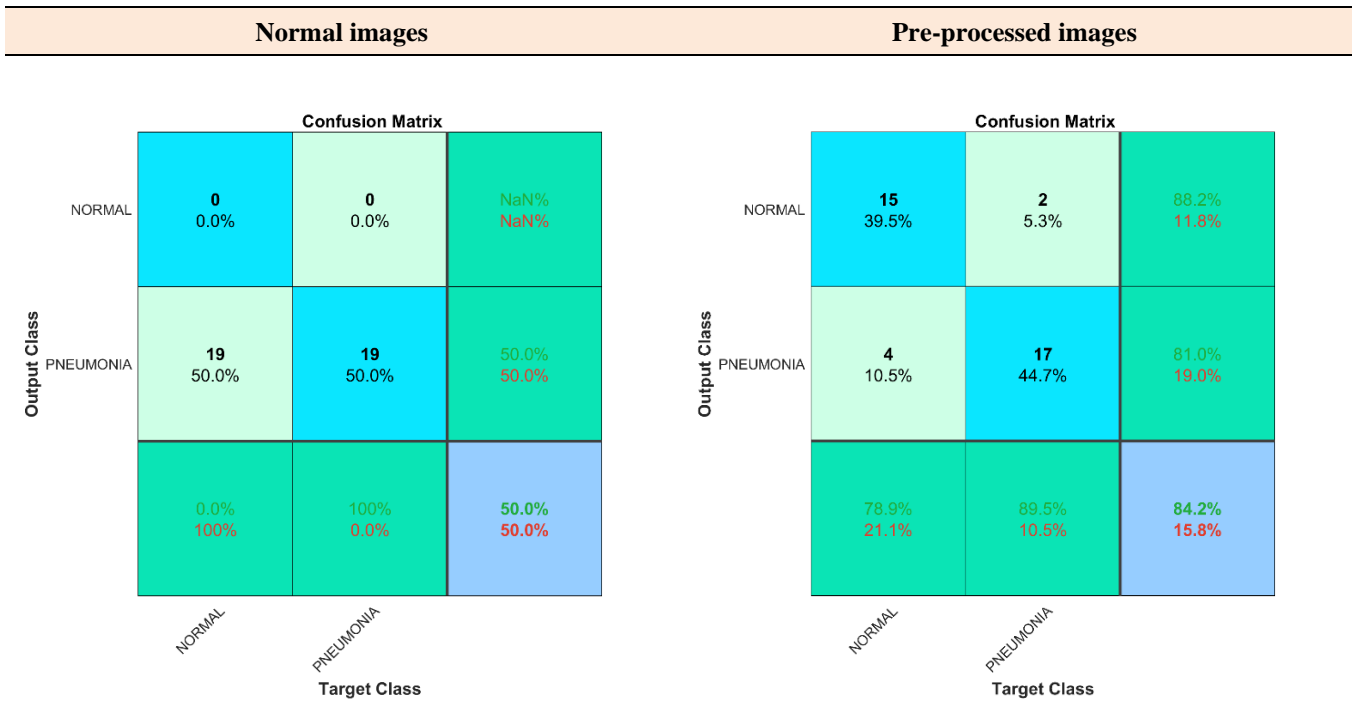 Normal images
Pre-processed images
Confusion Matrix
NORMAL
0
0.0%
0
0.0%
NaN%
NaN%
PNEUMONIA
19
50.0%
19
50.0%
50.0%
50.0%
0.0%
100%
100%
0.0%
50.0%
50.0%
NORMAL
PNEUMONIA
Output Class
Target Class
Confusion Matrix
NORMAL
15
39.5%
2
5.3%
88.2%
11.8%
PNEUMONIA
4
10.5%
17
44.7%
81.0%
19.0%
78.9%
21.1%
89.5%
10.5%
84.2%
15.8%
NORMAL
PNEUMONIA
Output Class
Target Class